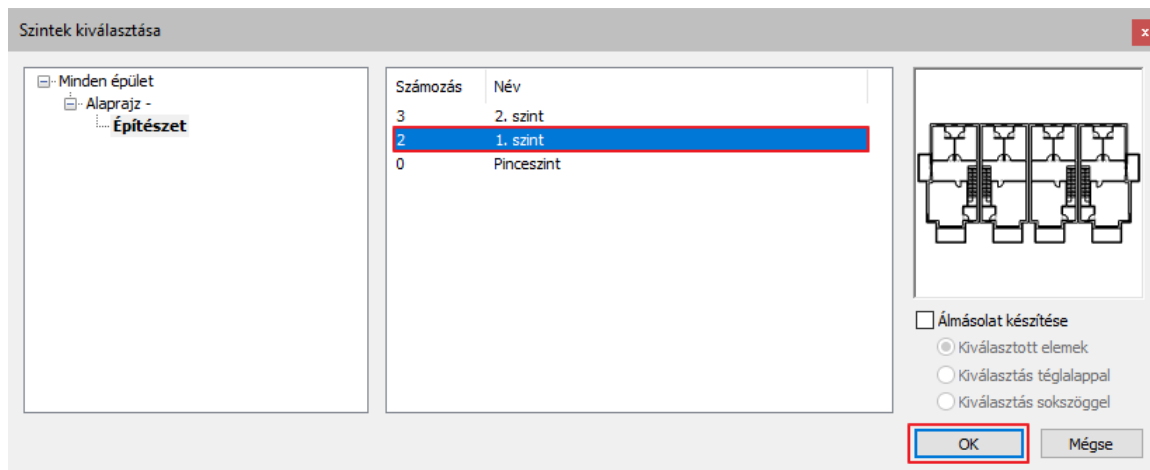 Szintek kiválasztása
x
Minden épület
Alaprajz -
Építészet
Számozás Név
3 2. szint
2 1. szint
0 Pinceszint
Álmásolat készítése
Kiválasztott elemek
Kiválasztás téglalappal
Kiválasztás sokszöggel
OK Mégse